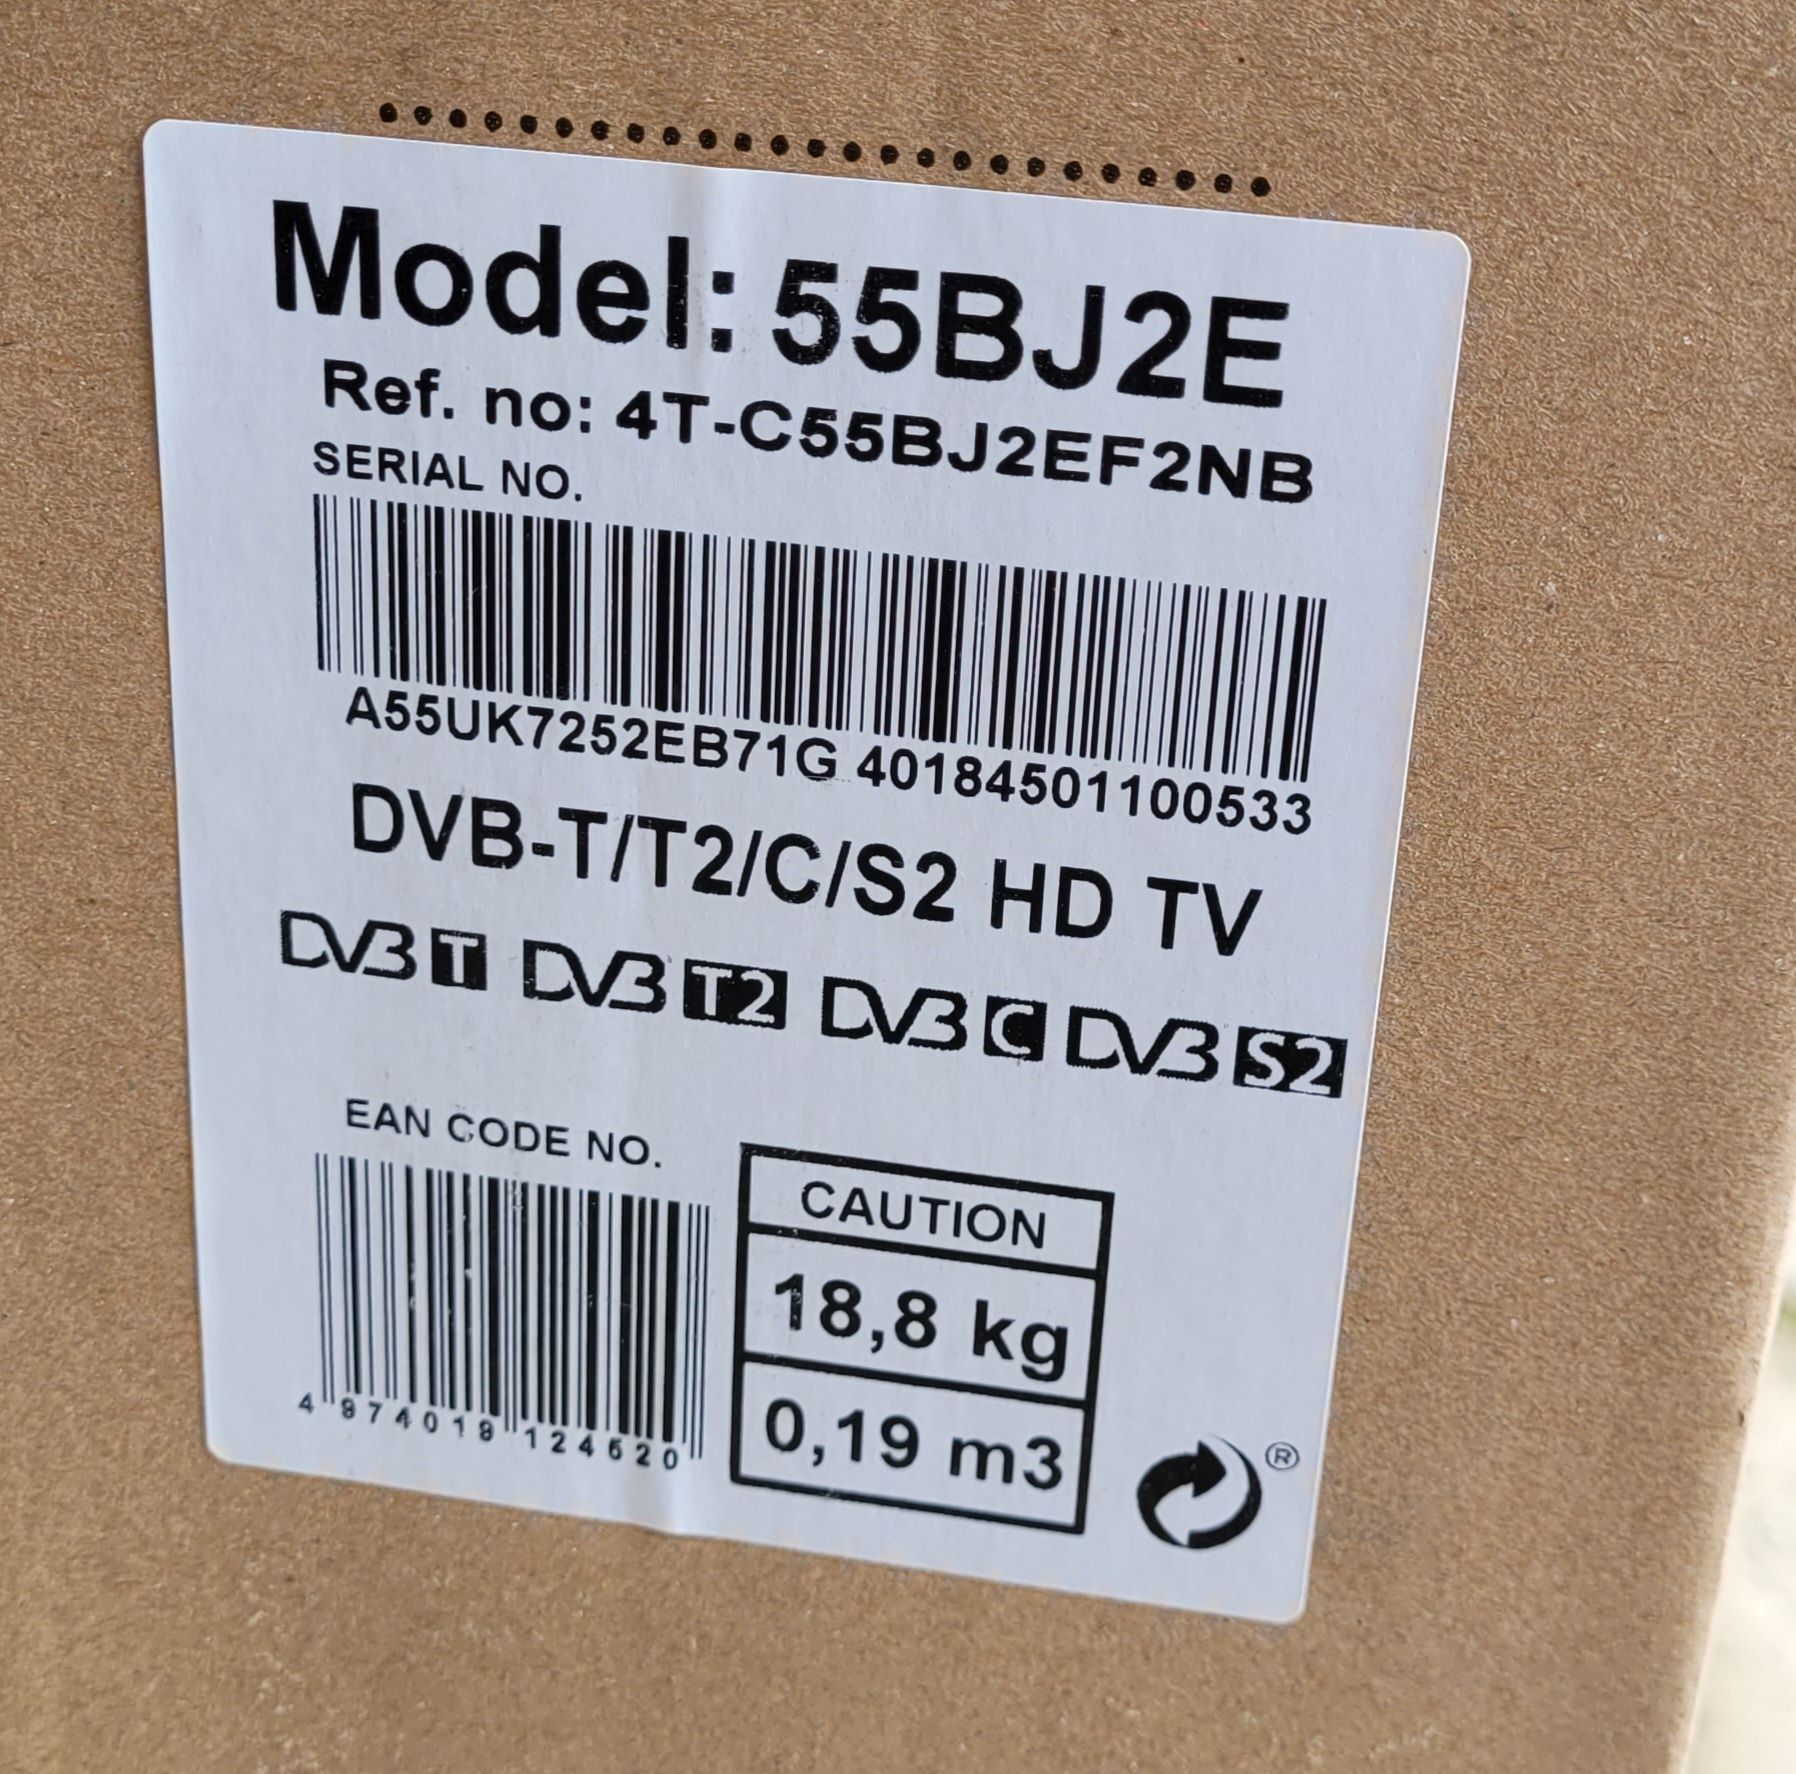 Model: 55BJ2E
Ref. no: 4T-C55BJ2EF2NB
SERIAL NO.
A55UK7252EB71G 40184501100533
DVB-T/T2/C/S2 HD TV
DVB T DVB T2 DVB C DVB S2
EAN CODE NO.
4 974019 124520
CAUTION
18,8 kg
0,19 m3
®